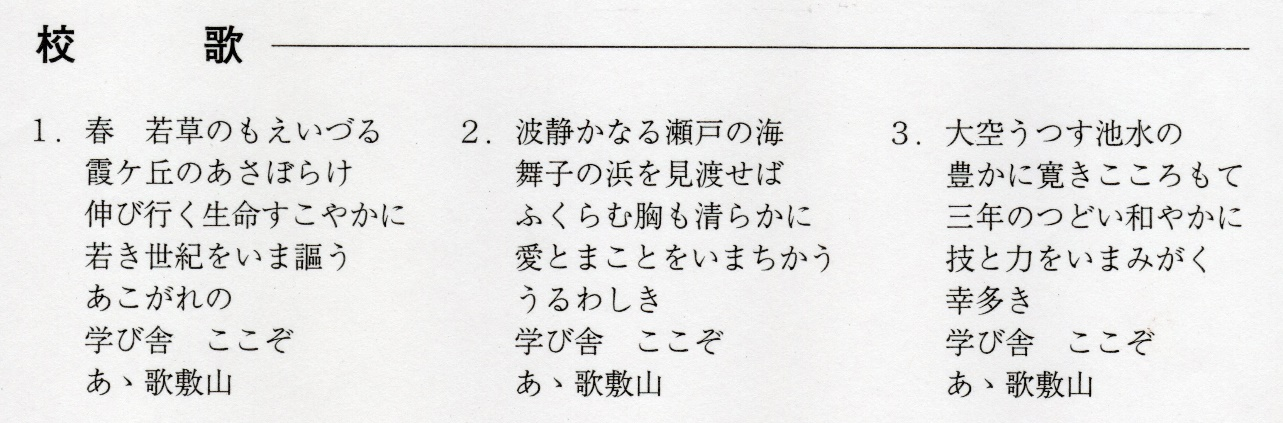 校　歌
1. 春　若草のもえいづる
霞ケ丘のあさぼらけ
伸び行く生命すこやかに
若き世紀をいま謳う
あこがれの
学び舎　ここぞ
あゝ歌敷山
2. 波静かなる瀬戸の海
舞子の浜を見渡せば
ふくらむ胸も清らかに
愛とまことをいまちかう
うるわしき
学び舎　ここぞ
あゝ歌敷山
3. 大空うつす池水の
豊かに寛きこころもて
三年のつどい和やかに
技と力をいまみがく
幸多き
学び舎　ここぞ
あゝ歌敷山